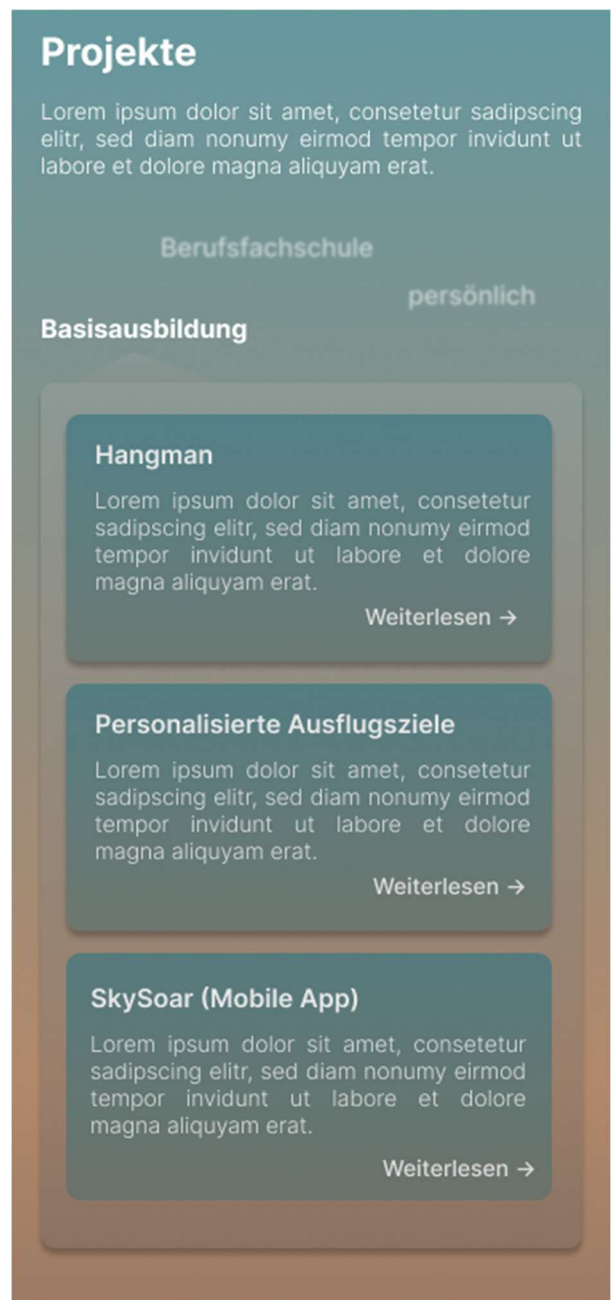 Projekte
Lorem ipsum dolor sit amet, consetetur sadipscing
elitr, sed diam nonumy eirmod tempor invidunt ut
labore et dolore magna aliquyam erat.
Berufsfachschule
persönlich
Basisausbildung
Hangman
Lorem ipsum dolor sit amet, consetetur
sadipscing elitr, sed diam nonumy eirmod
tempor invidunt ut labore et dolore
magna aliquyam erat.
Weiterlesen →
Personalisierte Ausflugsziele
Lorem ipsum dolor sit amet, consetetur
sadipscing elitr, sed diam nonumy eirmod
tempor invidunt ut labore et dolore
magna aliquyam erat.
Weiterlesen →
SkySoar (Mobile App)
Lorem ipsum dolor sit amet, consetetur
sadipscing elitr, sed diam nonumy eirmod
tempor invidunt ut labore et dolore
magna aliquyam erat.
Weiterlesen →